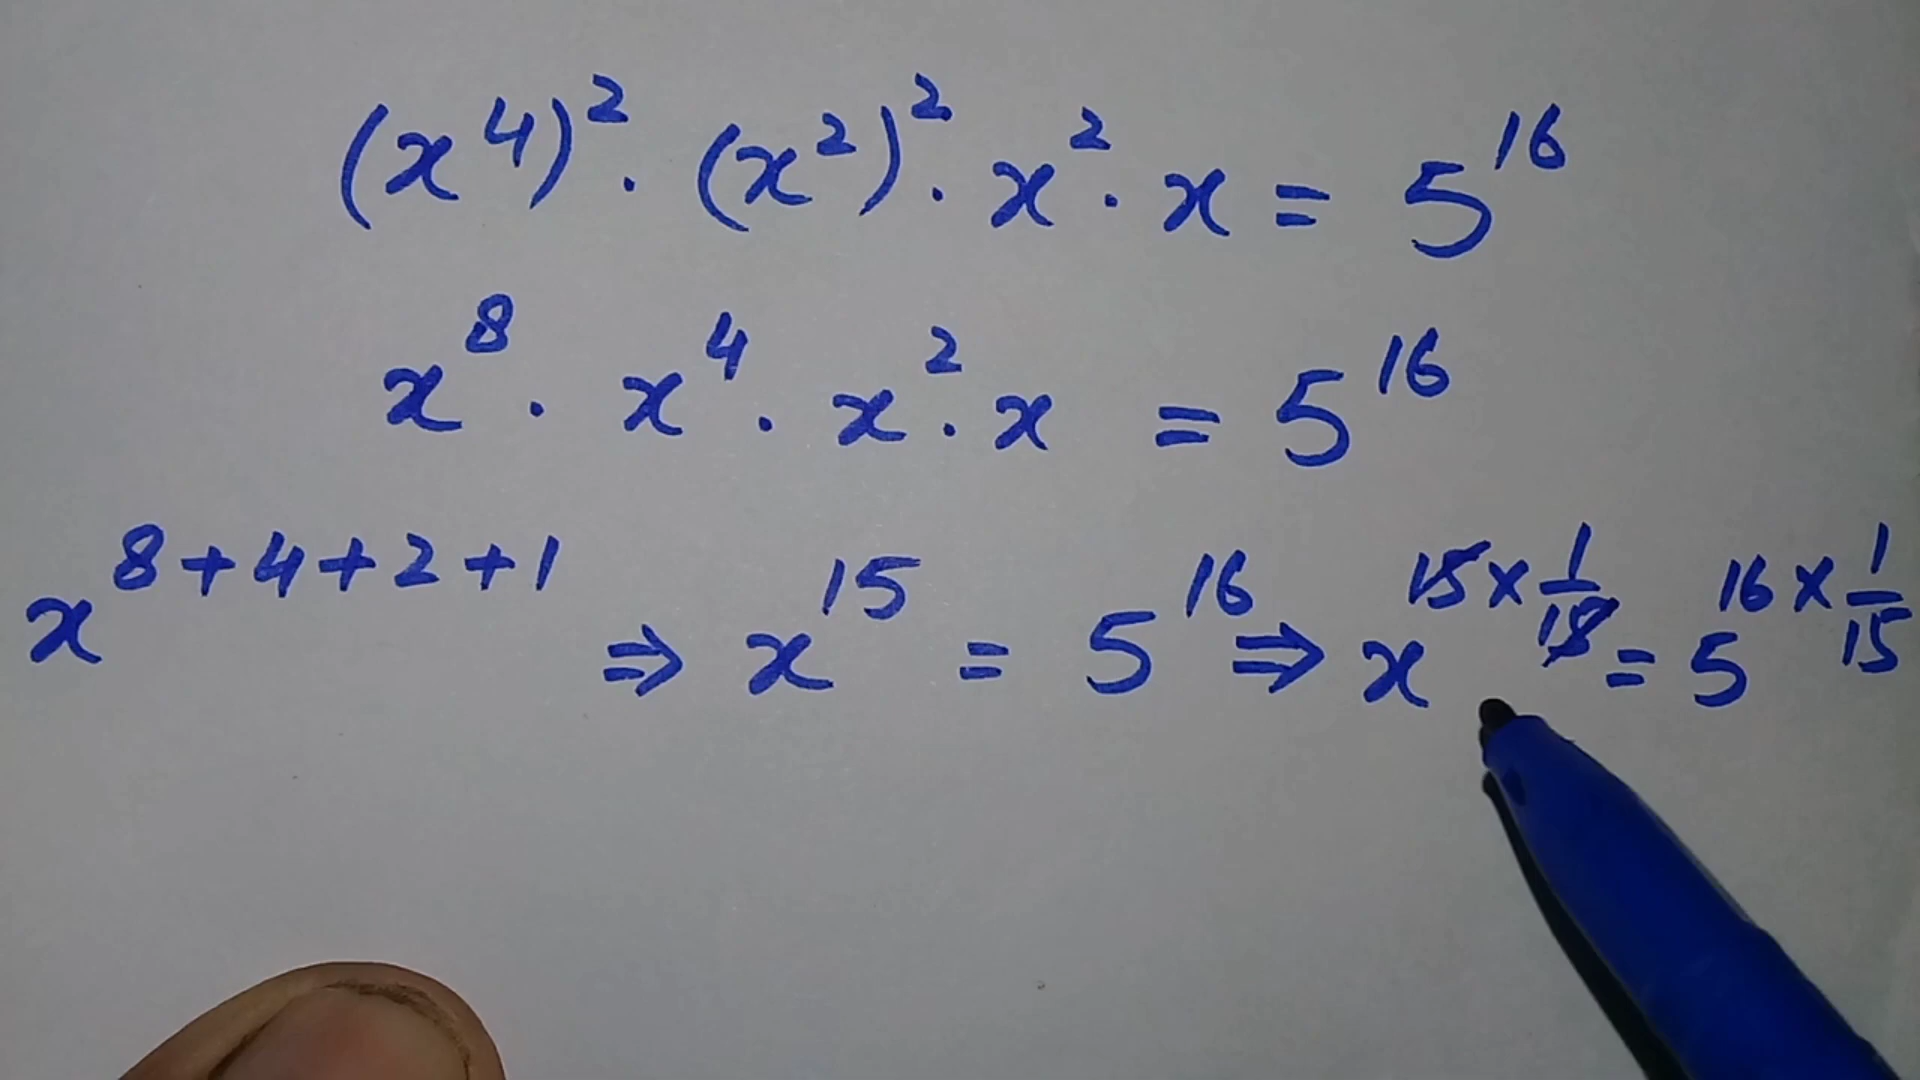 (x⁴)² · (x²)² · x² · x = 5¹⁶
x⁸ · x⁴ · x² · x = 5¹⁶
x⁸⁺⁴⁺²⁺¹ ⇒ x¹⁵ = 5¹⁶ ⇒ x^(15 × 1/15) = 5^(16 × 1/15)